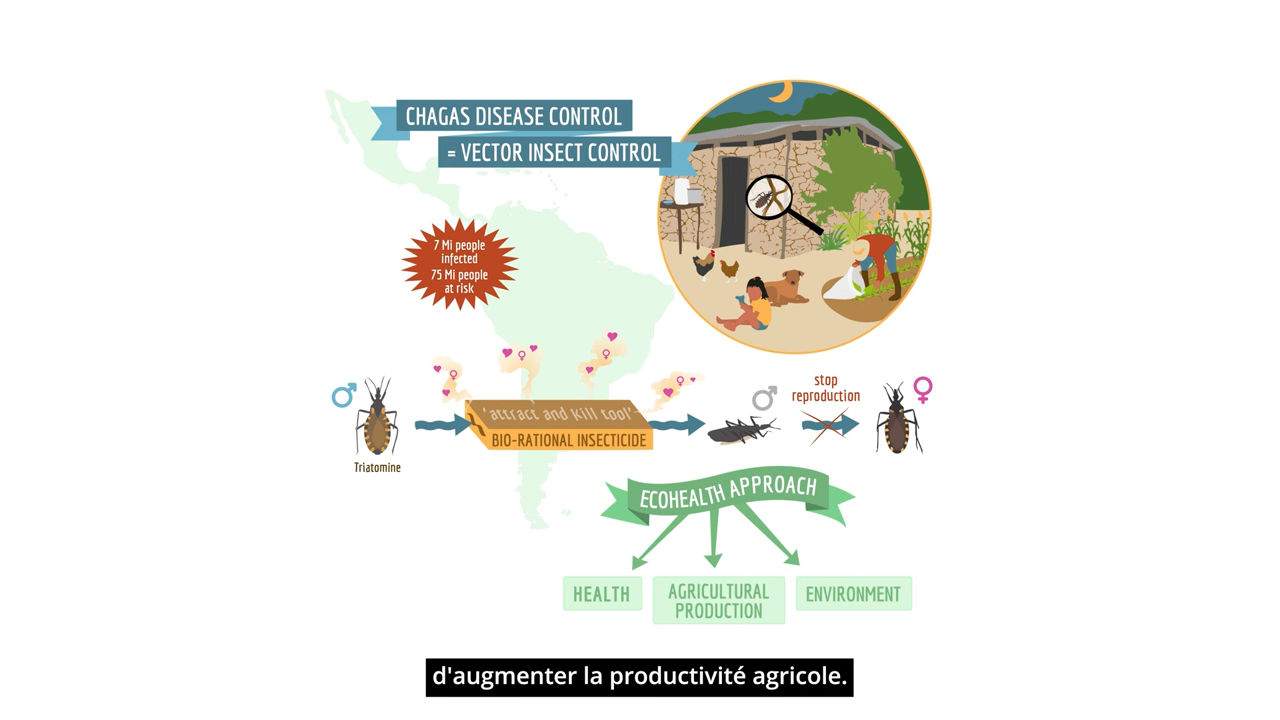 CHAGAS DISEASE CONTROL
= VECTOR INSECT CONTROL
7 Mi people
infected
75 Mi people
at risk
stop
reproduction
'attract and Kill tool'
BIO-RATIONAL INSECTICIDE
Triatomine
ECOHEALTH APPROACH
HEALTH
AGRICULTURAL
PRODUCTION
ENVIRONMENT
d'augmenter la productivité agricole.